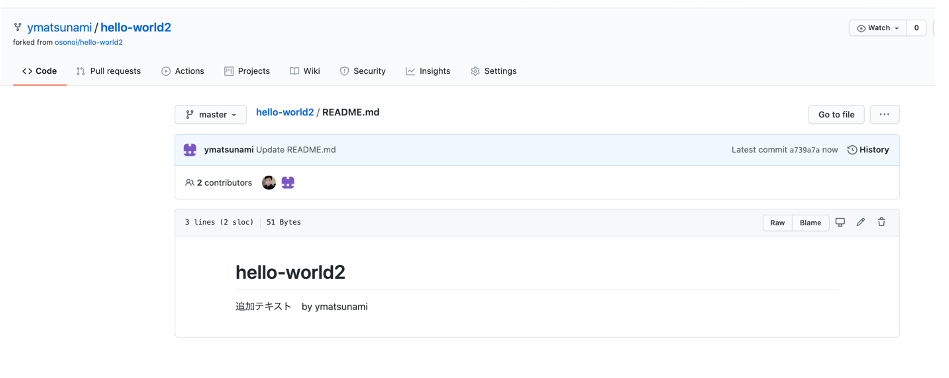 ymatsunami / hello-world2
Watch 0
forked from osonoi/hello-world2
Code Pull requests Actions Projects Wiki Security Insights Settings
master hello-world2 / README.md Go to file ...
ymatsunami Update README.md Latest commit a739a7a now History
2 contributors
3 lines (2 sloc) 51 Bytes Raw Blame
hello-world2
追加テキスト　by ymatsunami